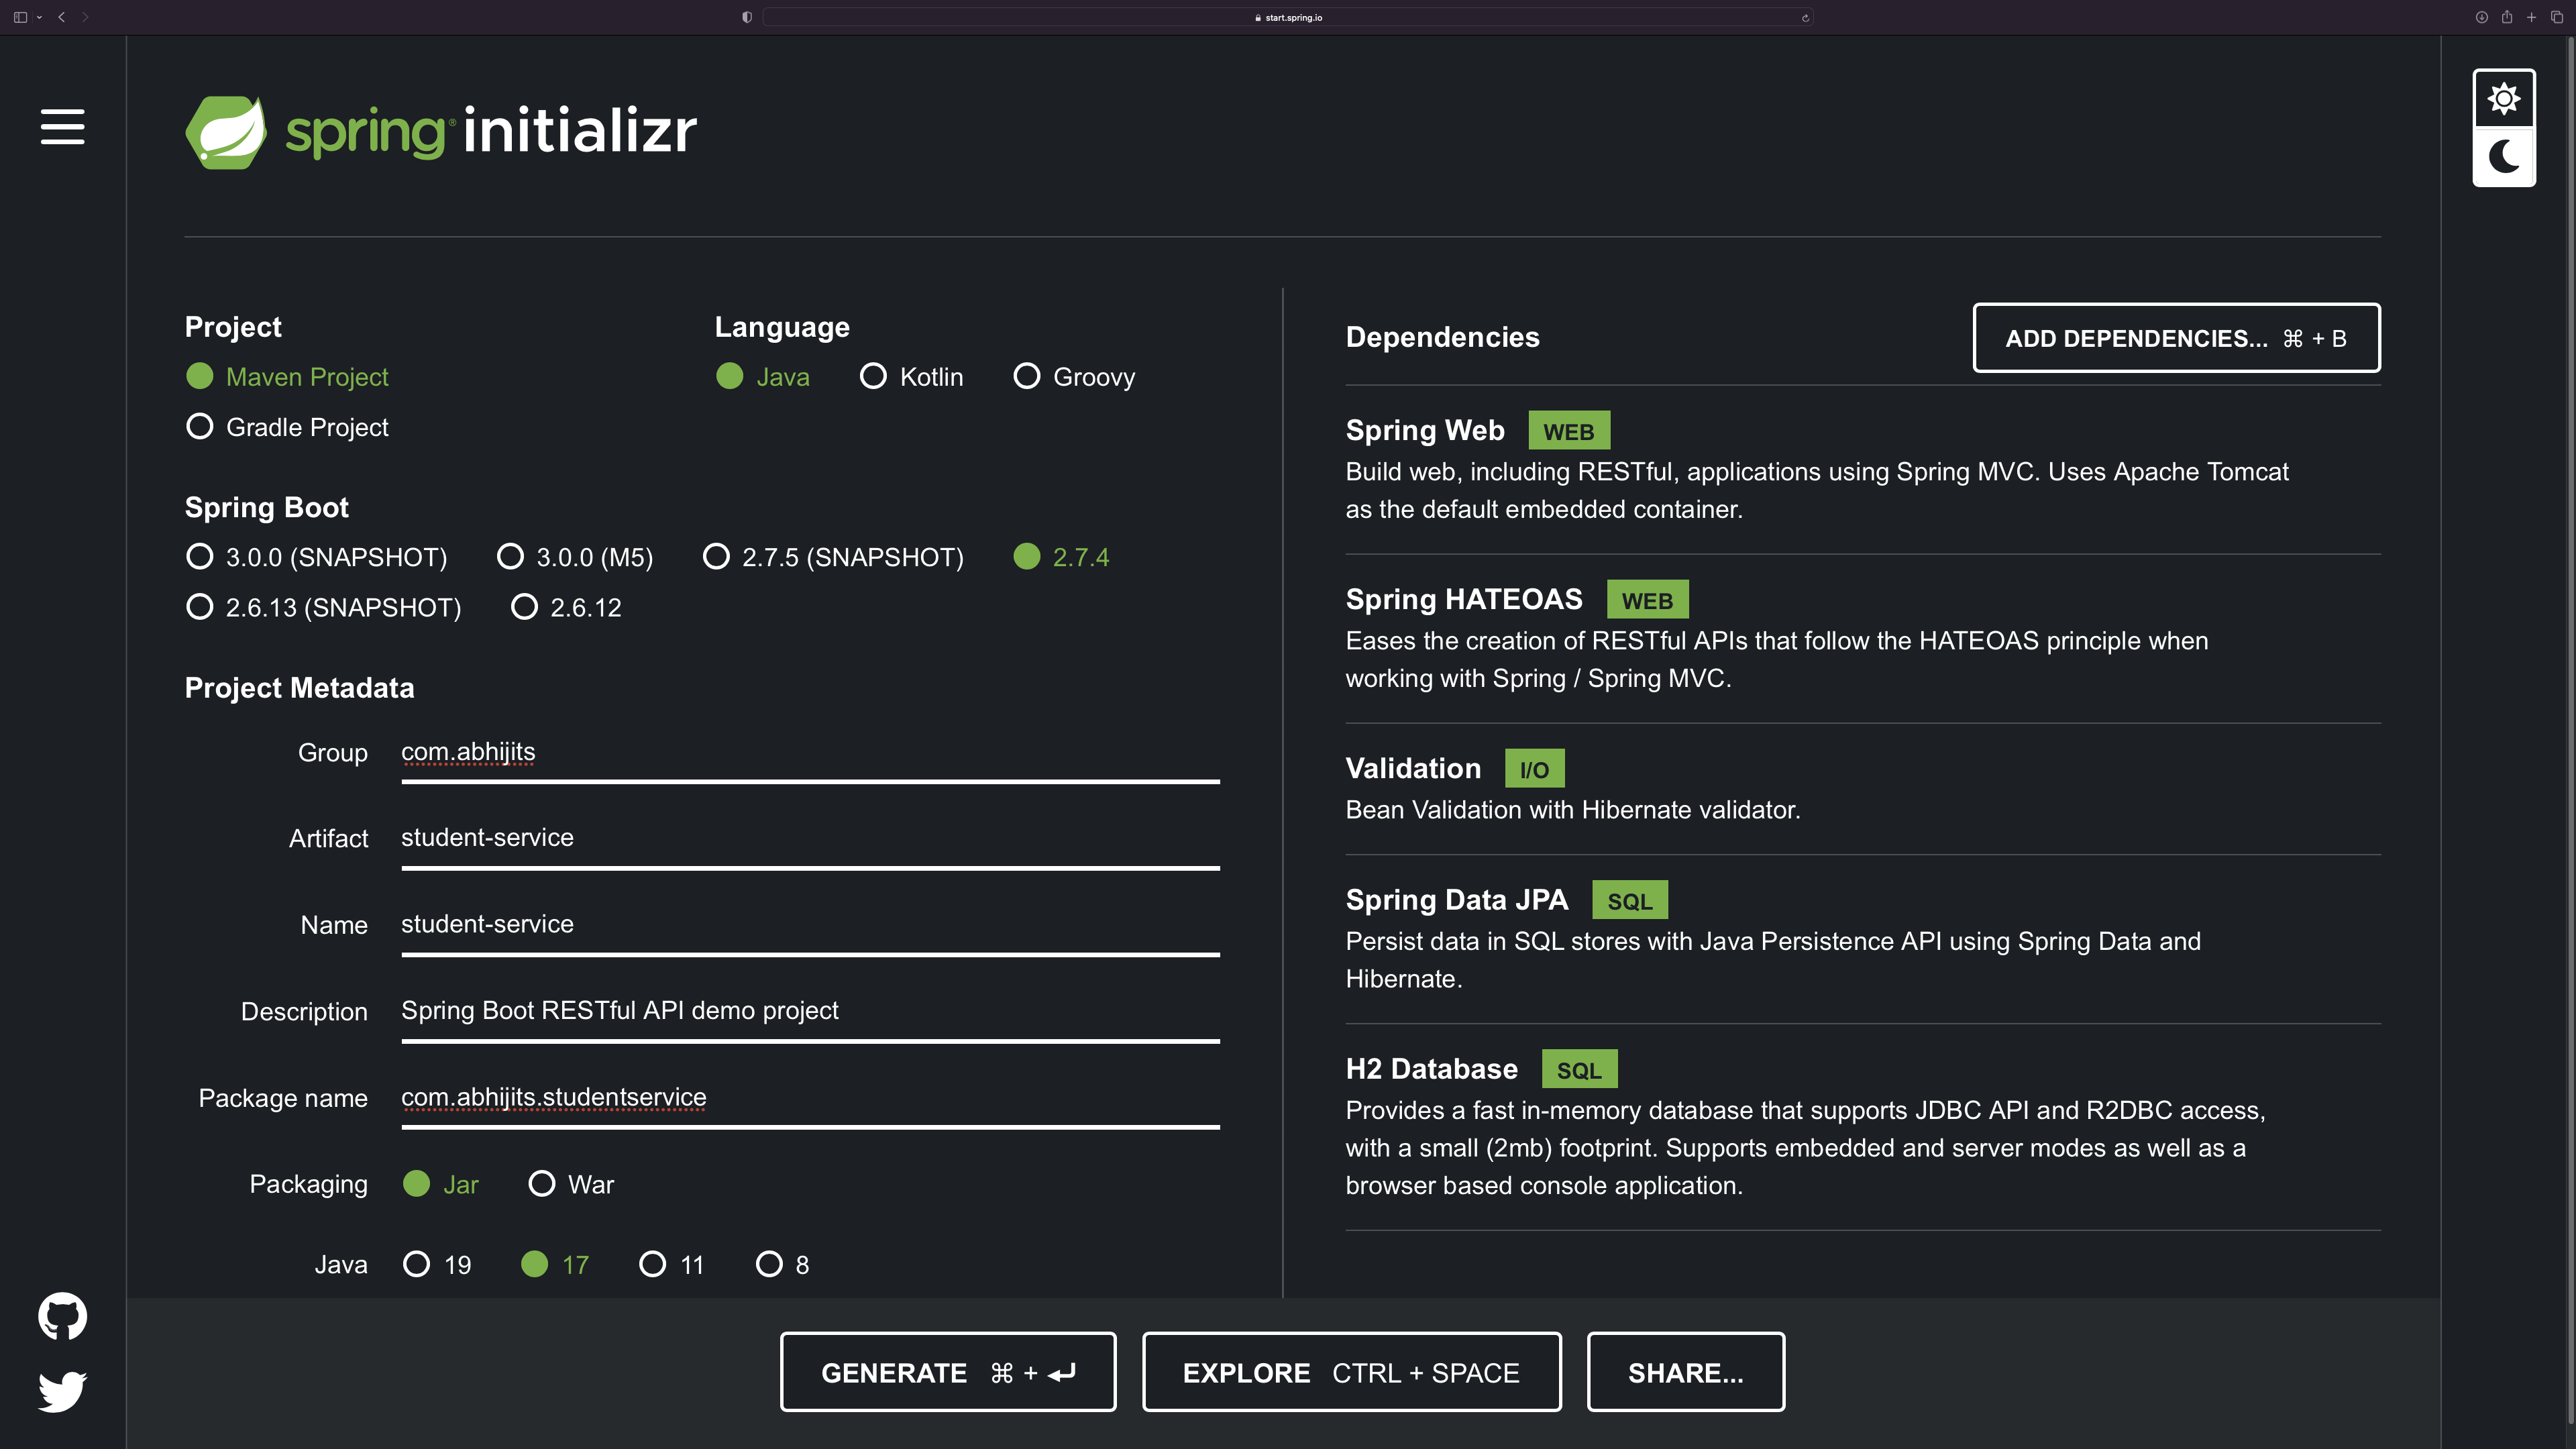 start.spring.io
spring® initializr
Project
Maven Project
Gradle Project
Language
Java Kotlin Groovy
Spring Boot
3.0.0 (SNAPSHOT) 3.0.0 (M5) 2.7.5 (SNAPSHOT) 2.7.4
2.6.13 (SNAPSHOT) 2.6.12
Project Metadata
Group com.abhijits
Artifact student-service
Name student-service
Description Spring Boot RESTful API demo project
Package name com.abhijits.studentservice
Packaging Jar War
Java 19 17 11 8
Dependencies
ADD DEPENDENCIES... ⌘ + B
Spring Web WEB
Build web, including RESTful, applications using Spring MVC. Uses Apache Tomcat
as the default embedded container.
Spring HATEOAS WEB
Eases the creation of RESTful APIs that follow the HATEOAS principle when
working with Spring / Spring MVC.
Validation I/O
Bean Validation with Hibernate validator.
Spring Data JPA SQL
Persist data in SQL stores with Java Persistence API using Spring Data and
Hibernate.
H2 Database SQL
Provides a fast in-memory database that supports JDBC API and R2DBC access,
with a small (2mb) footprint. Supports embedded and server modes as well as a
browser based console application.
GENERATE ⌘ + ↵
EXPLORE CTRL + SPACE
SHARE...